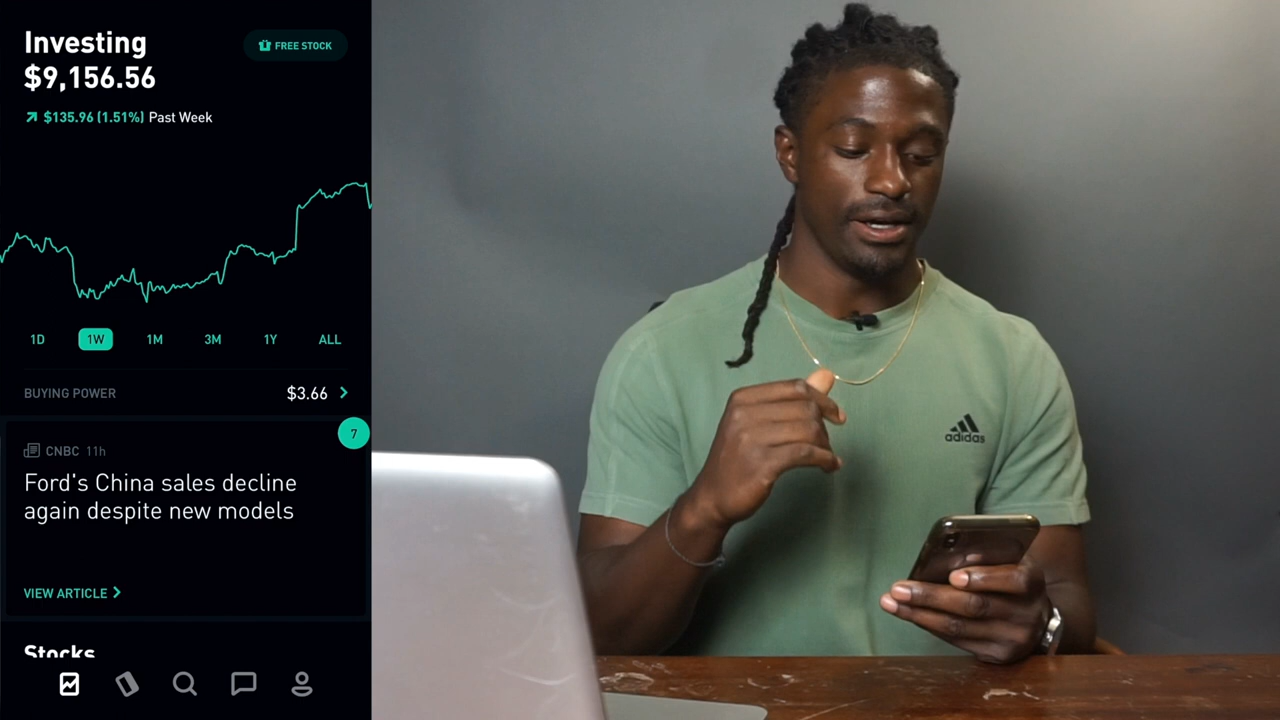 Investing
FREE STOCK
$9,156.56
$135.96 (1.51%) Past Week
1D 1W 1M 3M 1Y ALL
BUYING POWER $3.66
7
CNBC 11h
Ford's China sales decline
again despite new models
VIEW ARTICLE
Stocks
adidas